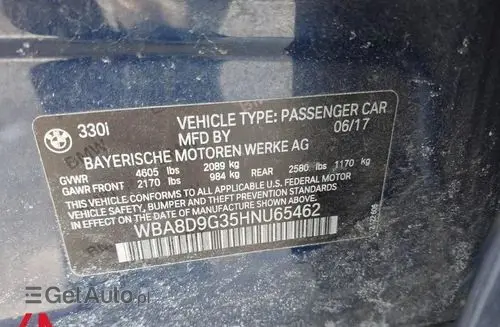 330i
VEHICLE TYPE: PASSENGER CAR
MFD BY 06/17
BAYERISCHE MOTOREN WERKE AG
GVWR 4605 lbs 2089 kg
GAWR FRONT 2170 lbs 984 kg REAR 2580 lbs 1170 kg
THIS VEHICLE CONFORMS TO ALL APPLICABLE U.S. FEDERAL MOTOR
VEHICLE SAFETY, BUMPER, AND THEFT PREVENTION STANDARDS
IN EFFECT ON THE DATE OF MANUFACTURE SHOWN ABOVE.
WBA8D9G35HNU65462
GetAuto.pl